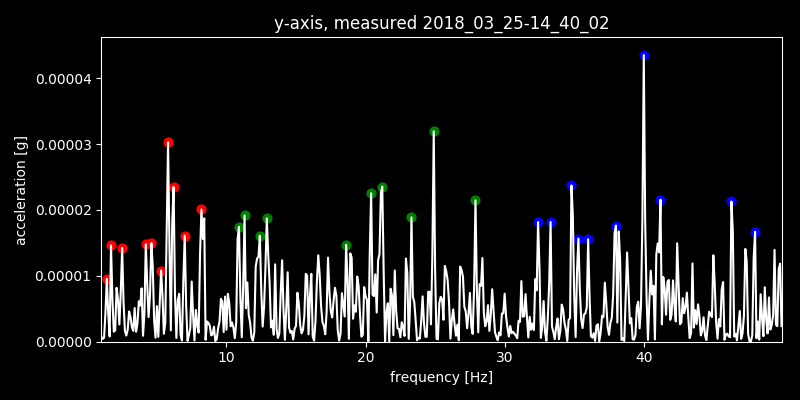 y-axis, measured 2018_03_25-14_40_02
0.00004
0.00003
0.00002
0.00001
0.00000
acceleration [g]
10 20 30 40
frequency [Hz]